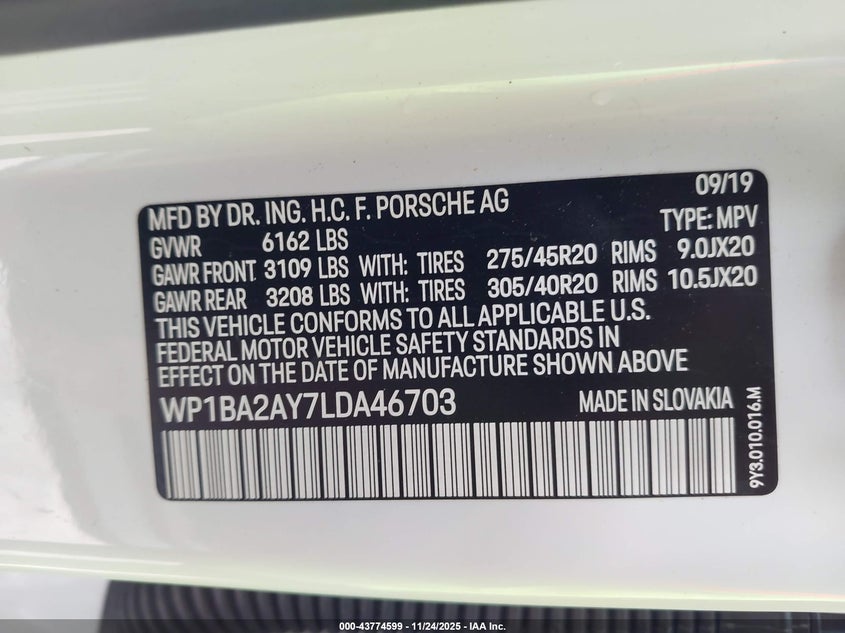 09/19
MFD BY DR. ING. H.C. F. PORSCHE AG
TYPE: MPV
GVWR 6162 LBS
GAWR FRONT 3109 LBS WITH: TIRES 275/45R20 RIMS 9.0JX20
GAWR REAR 3208 LBS WITH: TIRES 305/40R20 RIMS 10.5JX20
THIS VEHICLE CONFORMS TO ALL APPLICABLE U.S.
FEDERAL MOTOR VEHICLE SAFETY STANDARDS IN
EFFECT ON THE DATE OF MANUFACTURE SHOWN ABOVE
WP1BA2AY7LDA46703 MADE IN SLOVAKIA
9Y3.010.016.M
000-43774599 - 11/24/2025 - IAA Inc.